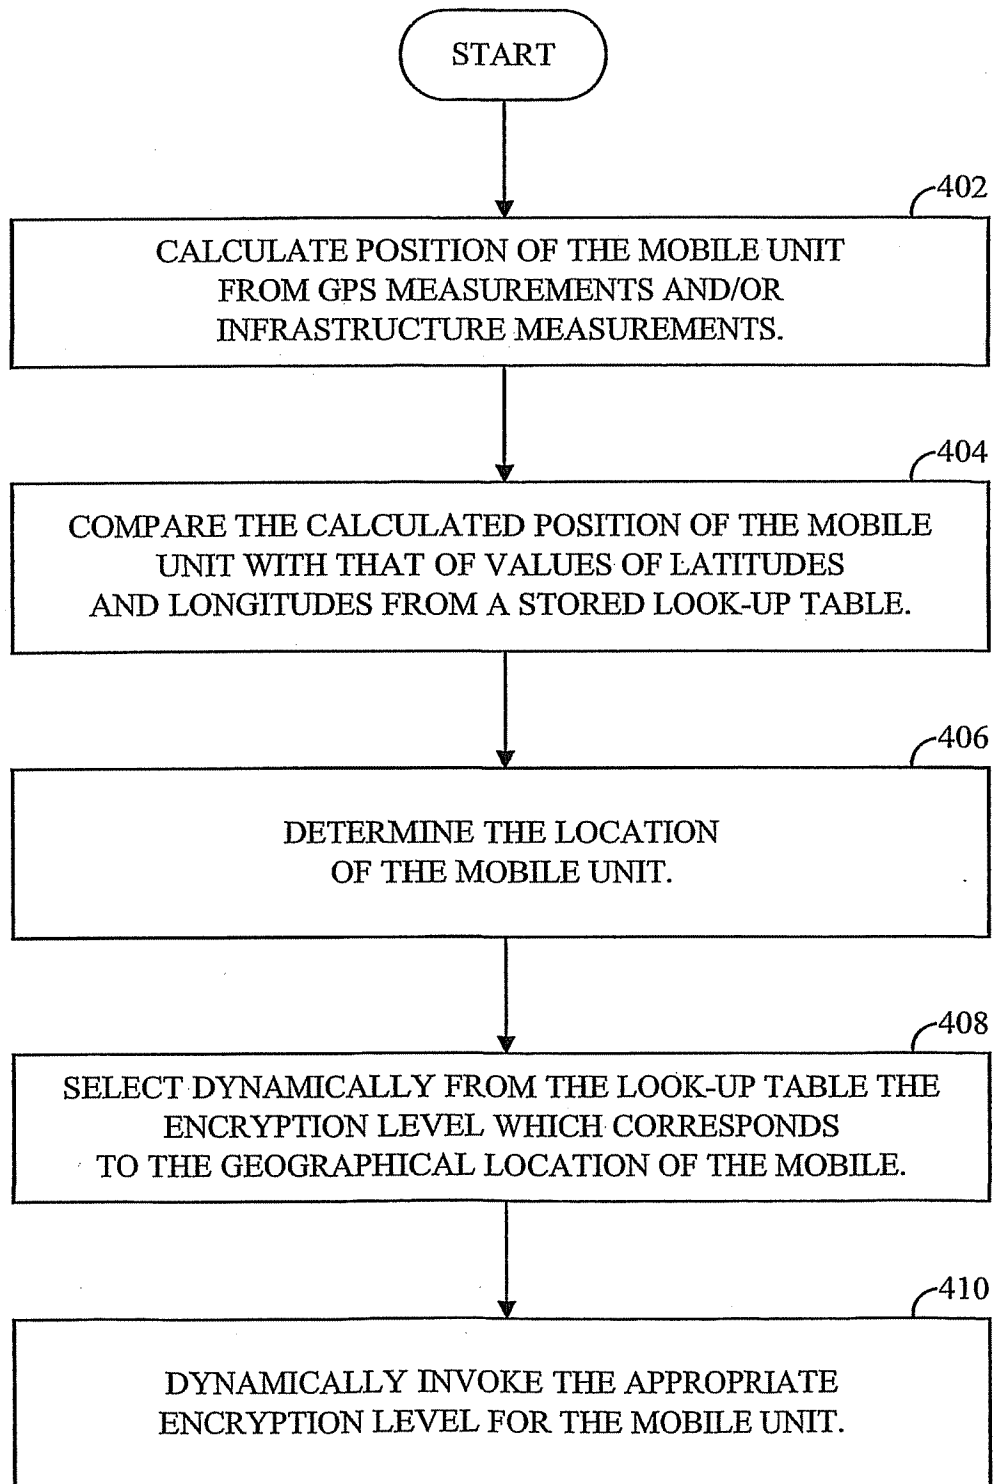 START
402
CALCULATE POSITION OF THE MOBILE UNIT
FROM GPS MEASUREMENTS AND/OR
INFRASTRUCTURE MEASUREMENTS.
404
COMPARE THE CALCULATED POSITION OF THE MOBILE
UNIT WITH THAT OF VALUES OF LATITUDES
AND LONGITUDES FROM A STORED LOOK-UP TABLE.
406
DETERMINE THE LOCATION
OF THE MOBILE UNIT.
408
SELECT DYNAMICALLY FROM THE LOOK-UP TABLE THE
ENCRYPTION LEVEL WHICH CORRESPONDS
TO THE GEOGRAPHICAL LOCATION OF THE MOBILE.
410
DYNAMICALLY INVOKE THE APPROPRIATE
ENCRYPTION LEVEL FOR THE MOBILE UNIT.